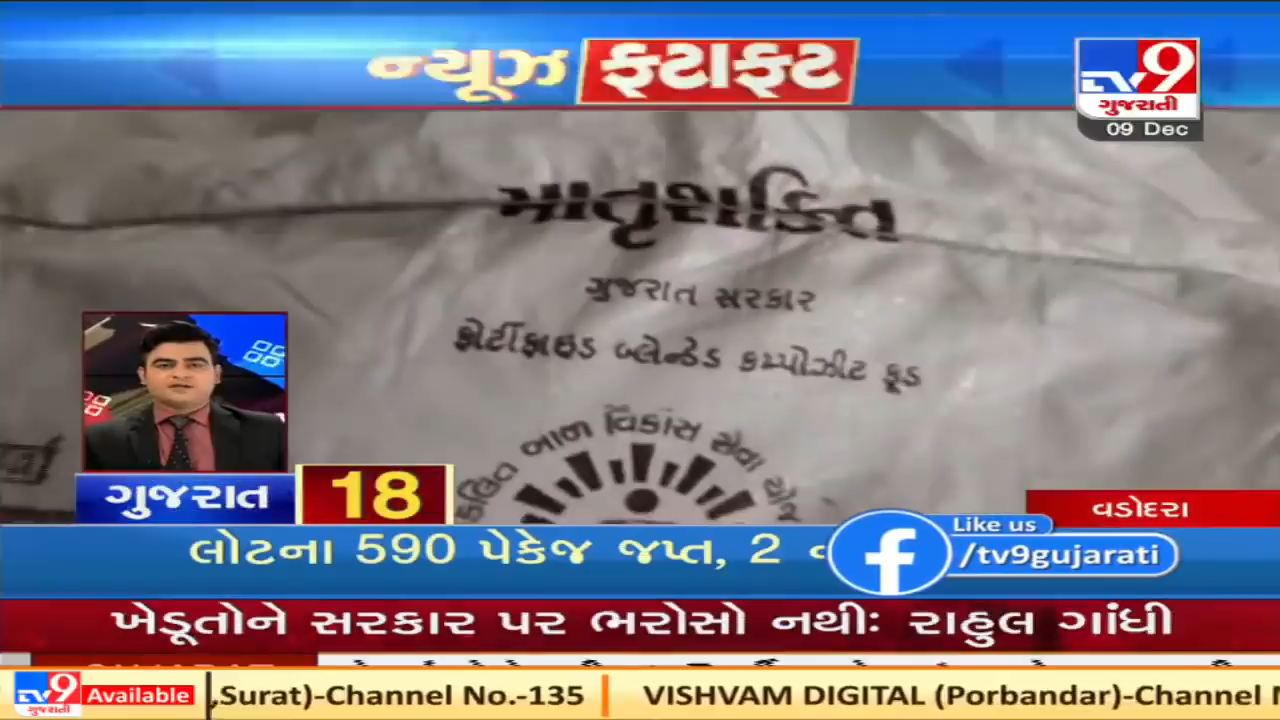 ન્યૂઝ ફટાફટ
TV9
ગુજરાતી
09 Dec
માતૃશક્તિ
ગુજરાત સરકાર
ફોર્ટીફાઇડ બ્લેન્ડેડ કમ્પોઝીટ ફૂડ
બાળ વિકાસ સેવા
ગુજરાત 18
વડોદરા
લોટના 590 પેકેજ જપ્ત, 2
Like us
/tv9gujarati
ખેડૂતોને સરકાર પર ભરોસો નથીઃ રાહુલ ગાંધી
TV9 ગુજરાતી Available ,Surat)-Channel No.-135 | VISHVAM DIGITAL (Porbandar)-Channel